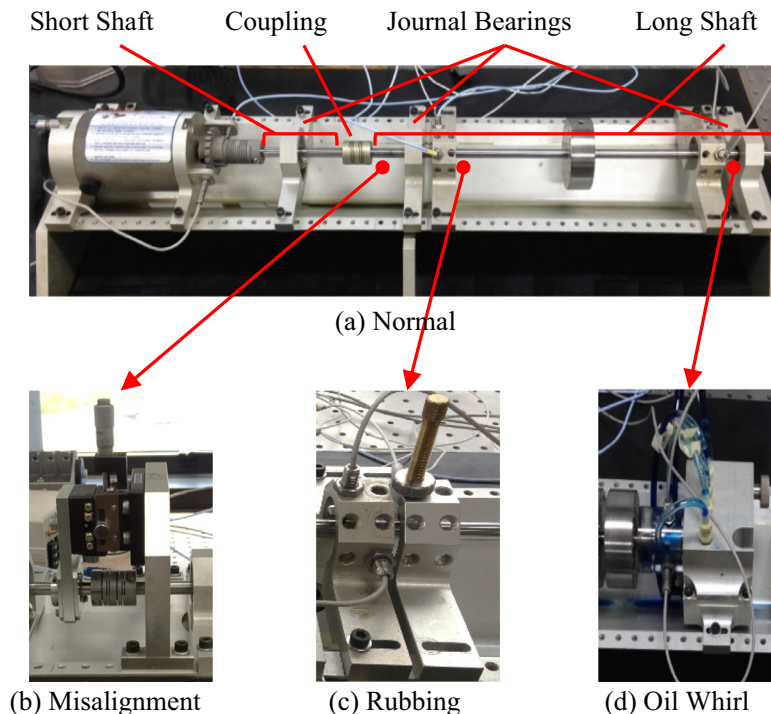 Short Shaft Coupling Journal Bearings Long Shaft
(a) Normal
(b) Misalignment (c) Rubbing (d) Oil Whirl